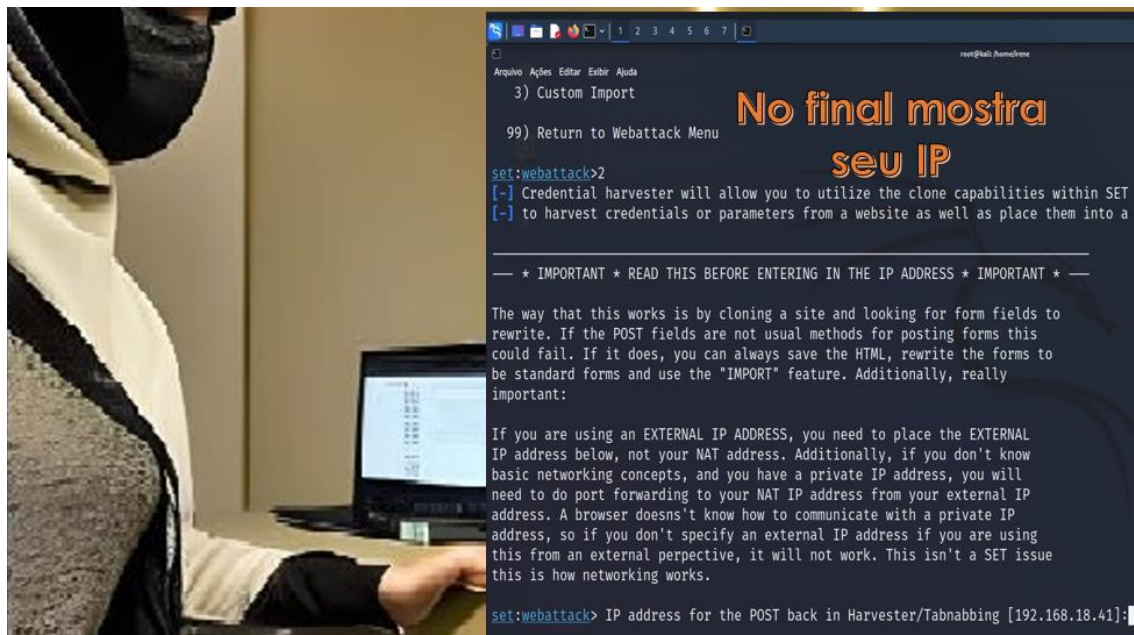 1 2 3 4 5 6 7
root@kali: /home/irene
Arquivo Ações Editar Exibir Ajuda
3) Custom Import
No final mostra
seu IP
99) Return to Webattack Menu
set:webattack>2
[-] Credential harvester will allow you to utilize the clone capabilities within SET
[-] to harvest credentials or parameters from a website as well as place them into a
--- * IMPORTANT * READ THIS BEFORE ENTERING IN THE IP ADDRESS * IMPORTANT * ---
The way that this works is by cloning a site and looking for form fields to
rewrite. If the POST fields are not usual methods for posting forms this
could fail. If it does, you can always save the HTML, rewrite the forms to
be standard forms and use the "IMPORT" feature. Additionally, really
important:
If you are using an EXTERNAL IP ADDRESS, you need to place the EXTERNAL
IP address below, not your NAT address. Additionally, if you don't know
basic networking concepts, and you have a private IP address, you will
need to do port forwarding to your NAT IP address from your external IP
address. A browser doesns't know how to communicate with a private IP
address, so if you don't specify an external IP address if you are using
this from an external perpective, it will not work. This isn't a SET issue
this is how networking works.
set:webattack> IP address for the POST back in Harvester/Tabnabbing [192.168.18.41]: